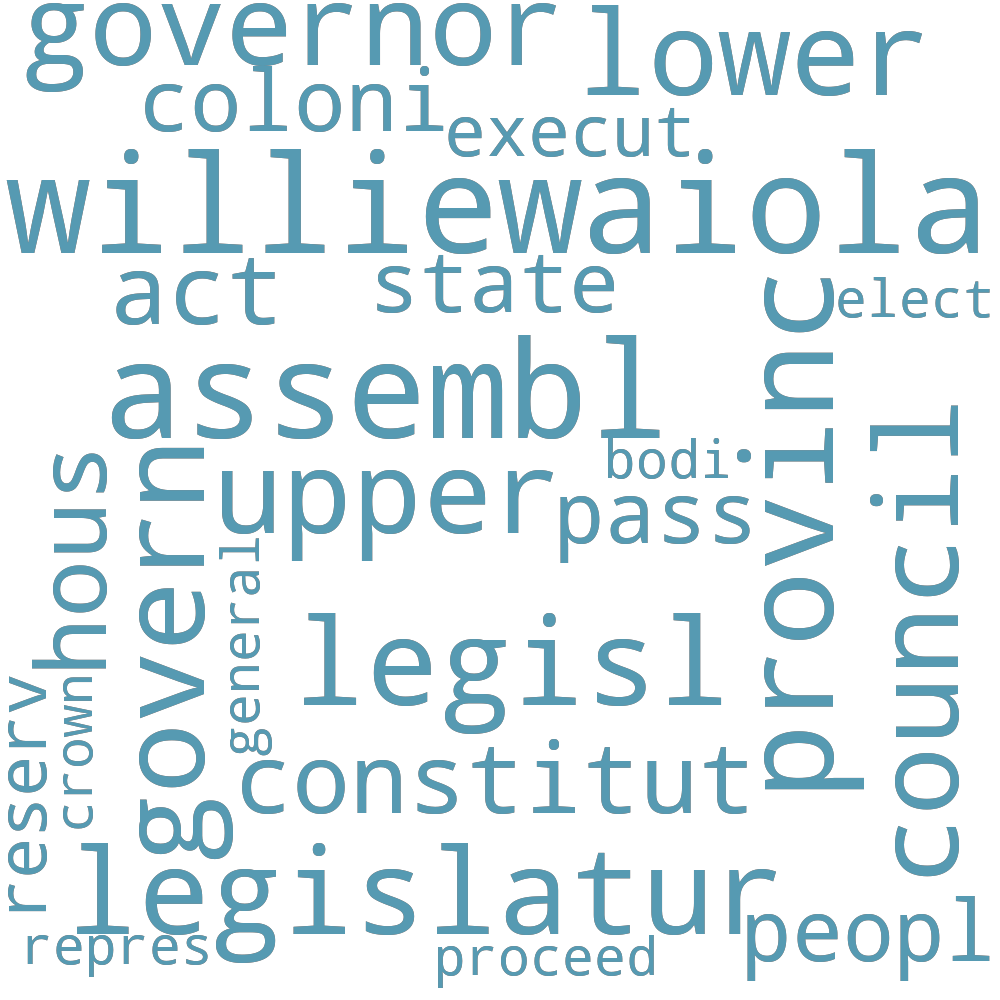 governor
lower
coloni
execut
williewaiola
act
state
elect
provinc
assembl
council
bodi
hous
govern
upper
pass
general
legisl
reserv
crown
constitut
legislatur
peopl
repres
proceed